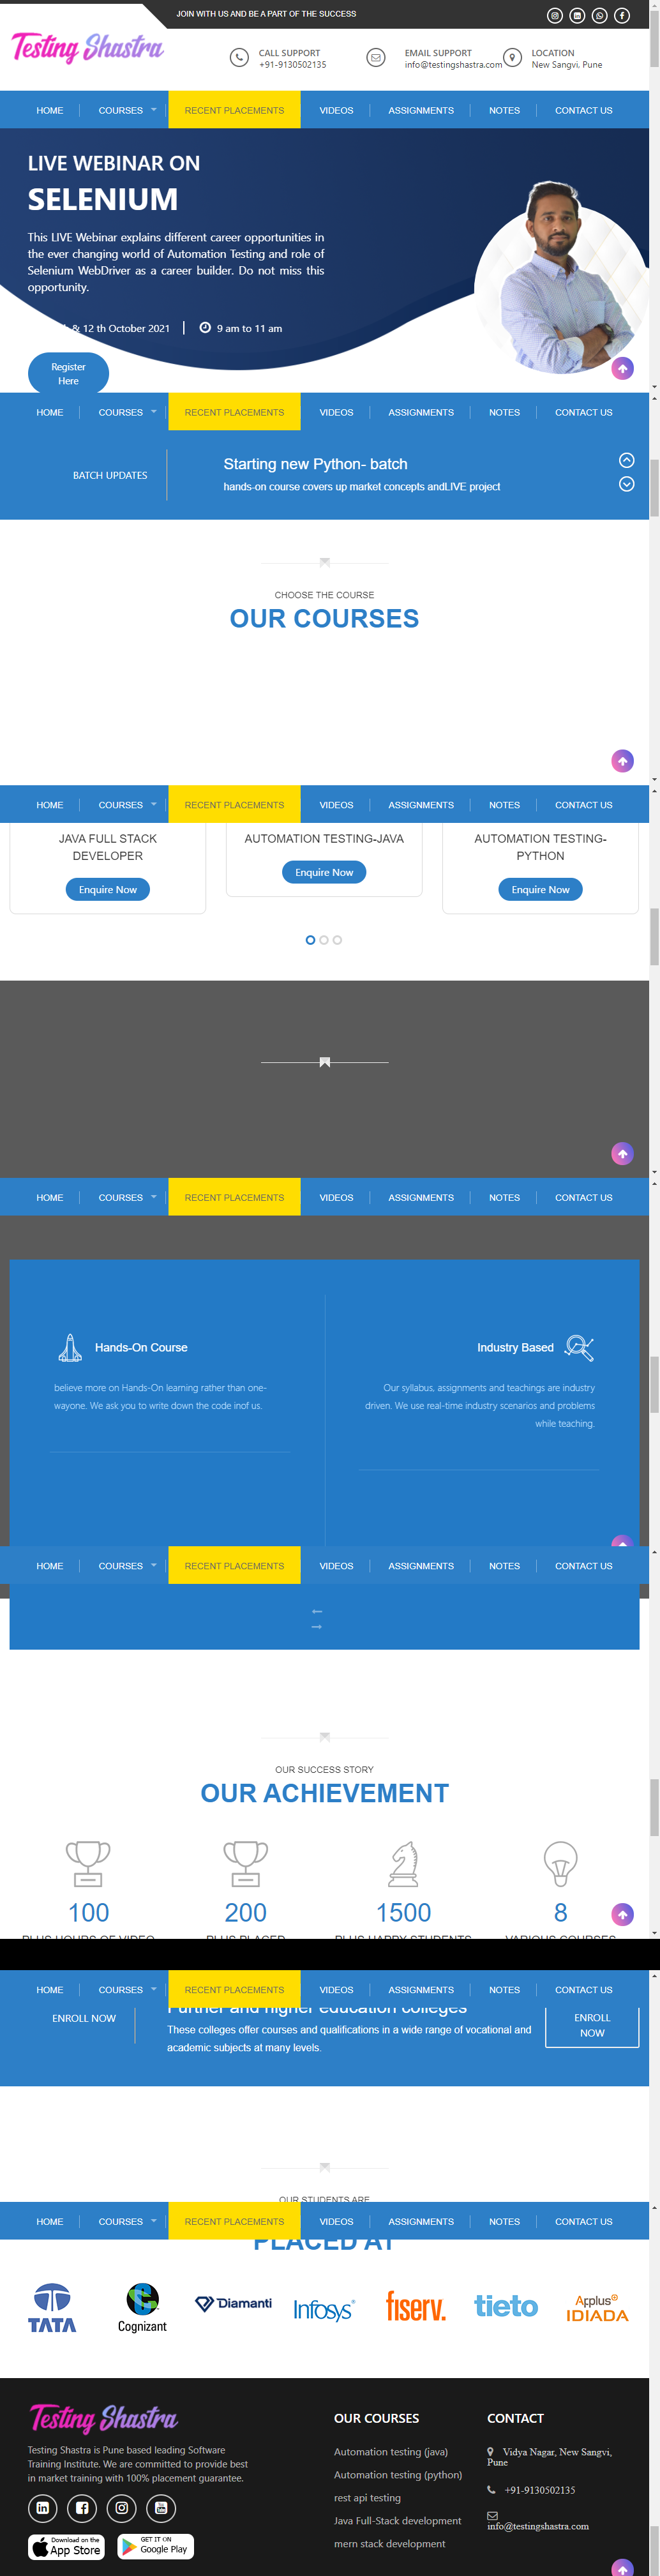 JOIN WITH US AND BE A PART OF THE SUCCESS
Testing Shastra
CALL SUPPORT
+91-9130502135
EMAIL SUPPORT
info@testingshastra.com
LOCATION
New Sangvi, Pune
HOME COURSES RECENT PLACEMENTS VIDEOS ASSIGNMENTS NOTES CONTACT US
LIVE WEBINAR ON
SELENIUM
This LIVE Webinar explains different career opportunities in
the ever changing world of Automation Testing and role of
Selenium WebDriver as a career builder. Do not miss this
opportunity.
& 12 th October 2021 9 am to 11 am
Register
Here
HOME COURSES RECENT PLACEMENTS VIDEOS ASSIGNMENTS NOTES CONTACT US
BATCH UPDATES
Starting new Python- batch
hands-on course covers up market concepts andLIVE project
CHOOSE THE COURSE
OUR COURSES
HOME COURSES RECENT PLACEMENTS VIDEOS ASSIGNMENTS NOTES CONTACT US
JAVA FULL STACK
DEVELOPER
Enquire Now
AUTOMATION TESTING-JAVA
Enquire Now
AUTOMATION TESTING-
PYTHON
Enquire Now
HOME COURSES RECENT PLACEMENTS VIDEOS ASSIGNMENTS NOTES CONTACT US
Hands-On Course
believe more on Hands-On learning rather than one-
wayone. We ask you to write down the code inof us.
Industry Based
Our syllabus, assignments and teachings are industry
driven. We use real-time industry scenarios and problems
while teaching.
HOME COURSES RECENT PLACEMENTS VIDEOS ASSIGNMENTS NOTES CONTACT US
OUR SUCCESS STORY
OUR ACHIEVEMENT
100 200 1500 8
PLUS HOURS OF VIDEO PLUS PLACED PLUS HAPPY STUDENTS VARIOUS COURSES
HOME COURSES RECENT PLACEMENTS VIDEOS ASSIGNMENTS NOTES CONTACT US
ENROLL NOW
Further and higher education colleges
These colleges offer courses and qualifications in a wide range of vocational and
academic subjects at many levels.
ENROLL
NOW
OUR STUDENTS ARE
HOME COURSES RECENT PLACEMENTS VIDEOS ASSIGNMENTS NOTES CONTACT US
PLACED AT
TATA
Cognizant
Diamanti
Infosys
fiserv.
tieto
Applus
IDIADA
Testing Shastra
Testing Shastra is Pune based leading Software
Training Institute. We are committed to provide best
in market training with 100% placement guarantee.
Download on the
App Store
GET IT ON
Google Play
OUR COURSES
Automation testing (java)
Automation testing (python)
rest api testing
Java Full-Stack development
mern stack development
CONTACT
Vidya Nagar, New Sangvi,
Pune
+91-9130502135
info@testingshastra.com